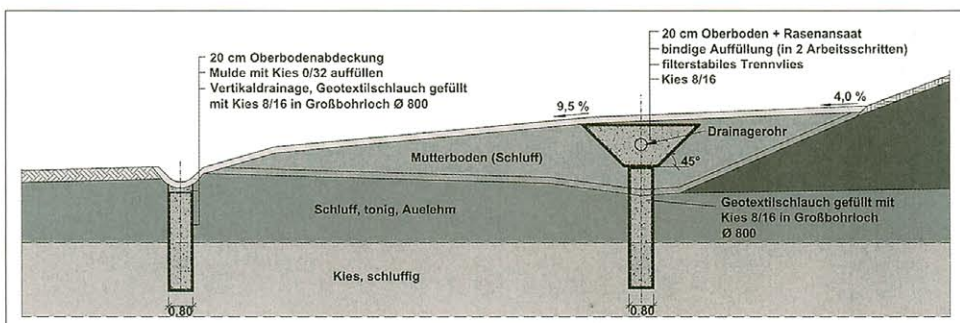 20 cm Oberbodenabdeckung
Mulde mit Kies 0/32 auffüllen
Vertikaldrainage, Geotextilschlauch gefüllt
mit Kies 8/16 in Großbohrloch Ø 800
20 cm Oberboden + Rasenansaat
bindige Auffüllung (in 2 Arbeitsschritten)
filterstabiles Trennvlies
Kies 8/16
9,5 %
4,0 %
Drainagerohr
Mutterboden (Schluff)
45°
Schluff, tonig, Auelehm
Geotextilschlauch gefüllt mit
Kies 8/16 in Großbohrloch
Ø 800
Kies, schluffig
0.80
0.80